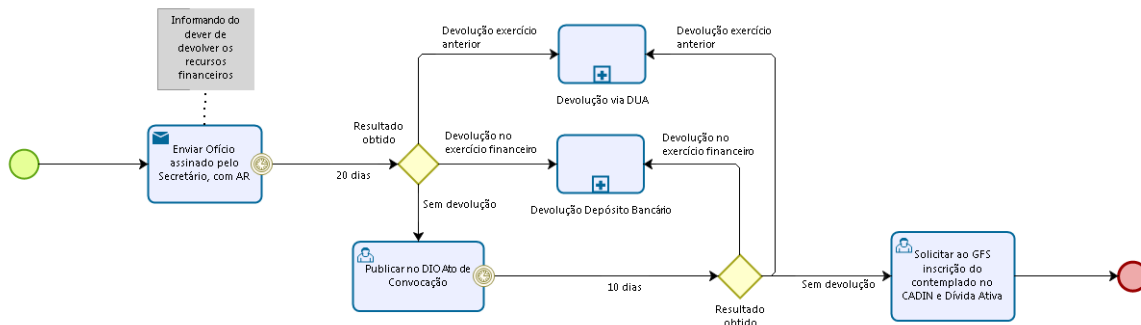 Informando do
dever de
devolver os
recursos
financeiros
Enviar Ofício
assinado pelo
Secretário, com AR
20 dias
Resultado
obtido
Devolução exercício
anterior
Devolução via DUA
Devolução exercício
anterior
Devolução no
exercício financeiro
Devolução Depósito Bancário
Devolução no
exercício financeiro
Sem devolução
Publicar no DIO Ato de
Convocação
10 dias
Resultado
obtido
Sem devolução
Solicitar ao GFS
inscrição do
contemplado no
CADIN e Dívida Ativa